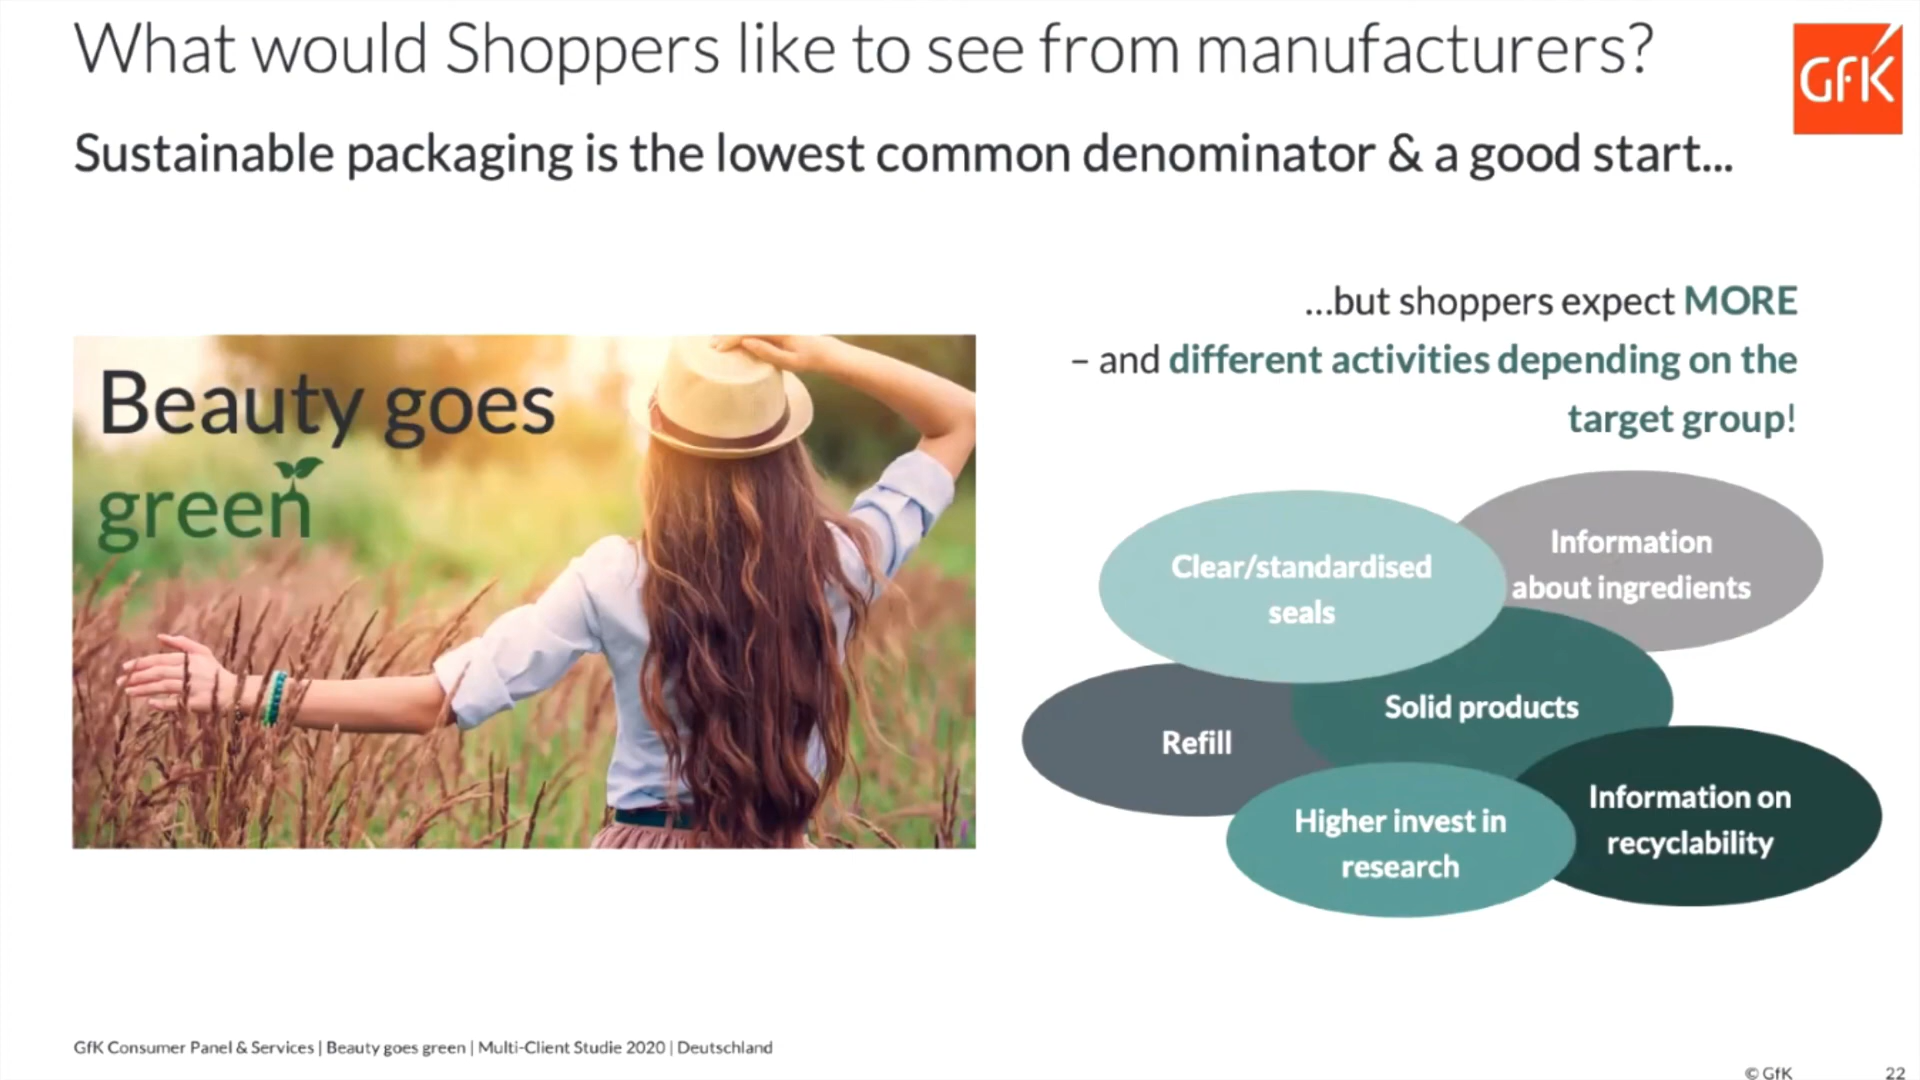 What would Shoppers like to see from manufacturers?
GfK
Sustainable packaging is the lowest common denominator & a good start...
...but shoppers expect MORE
– and different activities depending on the
target group!
Beauty goes
green
Clear/standardised
seals
Information
about ingredients
Solid products
Refill
Higher invest in
research
Information on
recyclability
GfK Consumer Panel & Services | Beauty goes green | Multi-Client Studie 2020 | Deutschland
© GfK
22